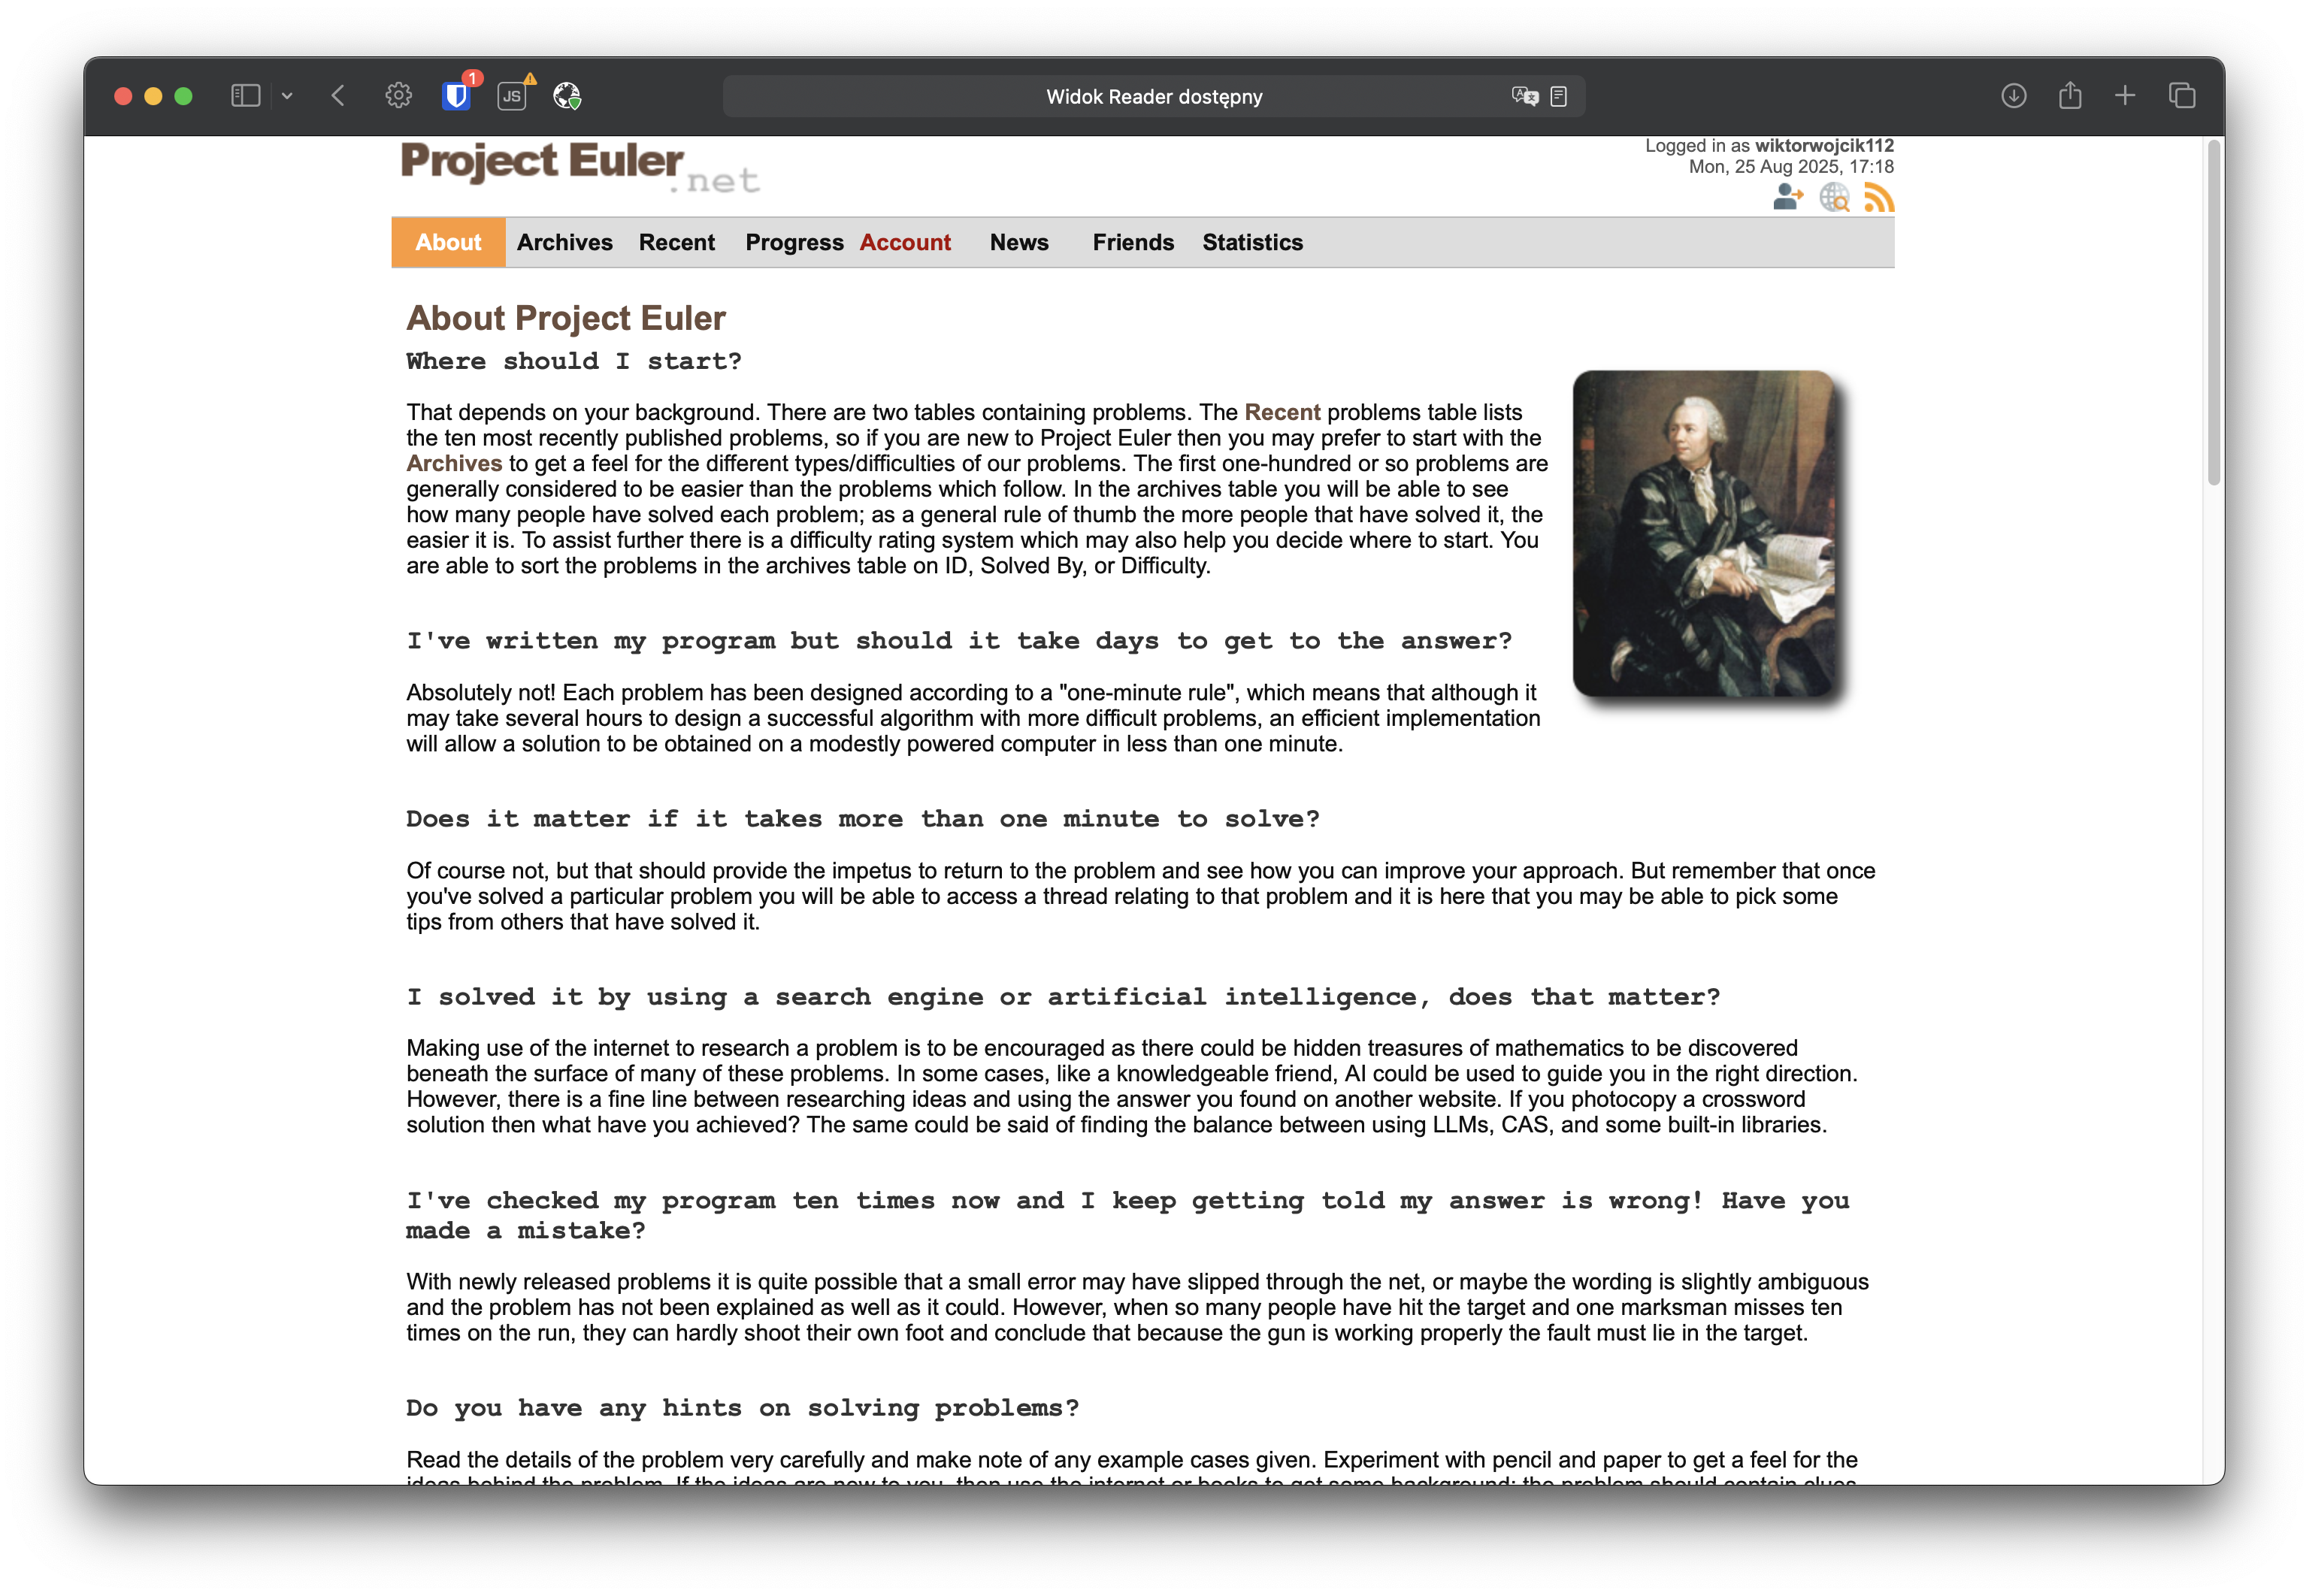 1
JS
Widok Reader dostępny
Project Euler
.net
Logged in as wiktorwojcik112
Mon, 25 Aug 2025, 17:18
About Archives Recent Progress Account News Friends Statistics
About Project Euler
Where should I start?
That depends on your background. There are two tables containing problems. The Recent problems table lists
the ten most recently published problems, so if you are new to Project Euler then you may prefer to start with the
Archives to get a feel for the different types/difficulties of our problems. The first one-hundred or so problems are
generally considered to be easier than the problems which follow. In the archives table you will be able to see
how many people have solved each problem; as a general rule of thumb the more people that have solved it, the
easier it is. To assist further there is a difficulty rating system which may also help you decide where to start. You
are able to sort the problems in the archives table on ID, Solved By, or Difficulty.
I've written my program but should it take days to get to the answer?
Absolutely not! Each problem has been designed according to a "one-minute rule", which means that although it
may take several hours to design a successful algorithm with more difficult problems, an efficient implementation
will allow a solution to be obtained on a modestly powered computer in less than one minute.
Does it matter if it takes more than one minute to solve?
Of course not, but that should provide the impetus to return to the problem and see how you can improve your approach. But remember that once
you've solved a particular problem you will be able to access a thread relating to that problem and it is here that you may be able to pick some
tips from others that have solved it.
I solved it by using a search engine or artificial intelligence, does that matter?
Making use of the internet to research a problem is to be encouraged as there could be hidden treasures of mathematics to be discovered
beneath the surface of many of these problems. In some cases, like a knowledgeable friend, AI could be used to guide you in the right direction.
However, there is a fine line between researching ideas and using the answer you found on another website. If you photocopy a crossword
solution then what have you achieved? The same could be said of finding the balance between using LLMs, CAS, and some built-in libraries.
I've checked my program ten times now and I keep getting told my answer is wrong! Have you
made a mistake?
With newly released problems it is quite possible that a small error may have slipped through the net, or maybe the wording is slightly ambiguous
and the problem has not been explained as well as it could. However, when so many people have hit the target and one marksman misses ten
times on the run, they can hardly shoot their own foot and conclude that because the gun is working properly the fault must lie in the target.
Do you have any hints on solving problems?
Read the details of the problem very carefully and make note of any example cases given. Experiment with pencil and paper to get a feel for the
ideas behind the problem. If the ideas are new to you, then use the internet or books to get some background; the problem should contain clues